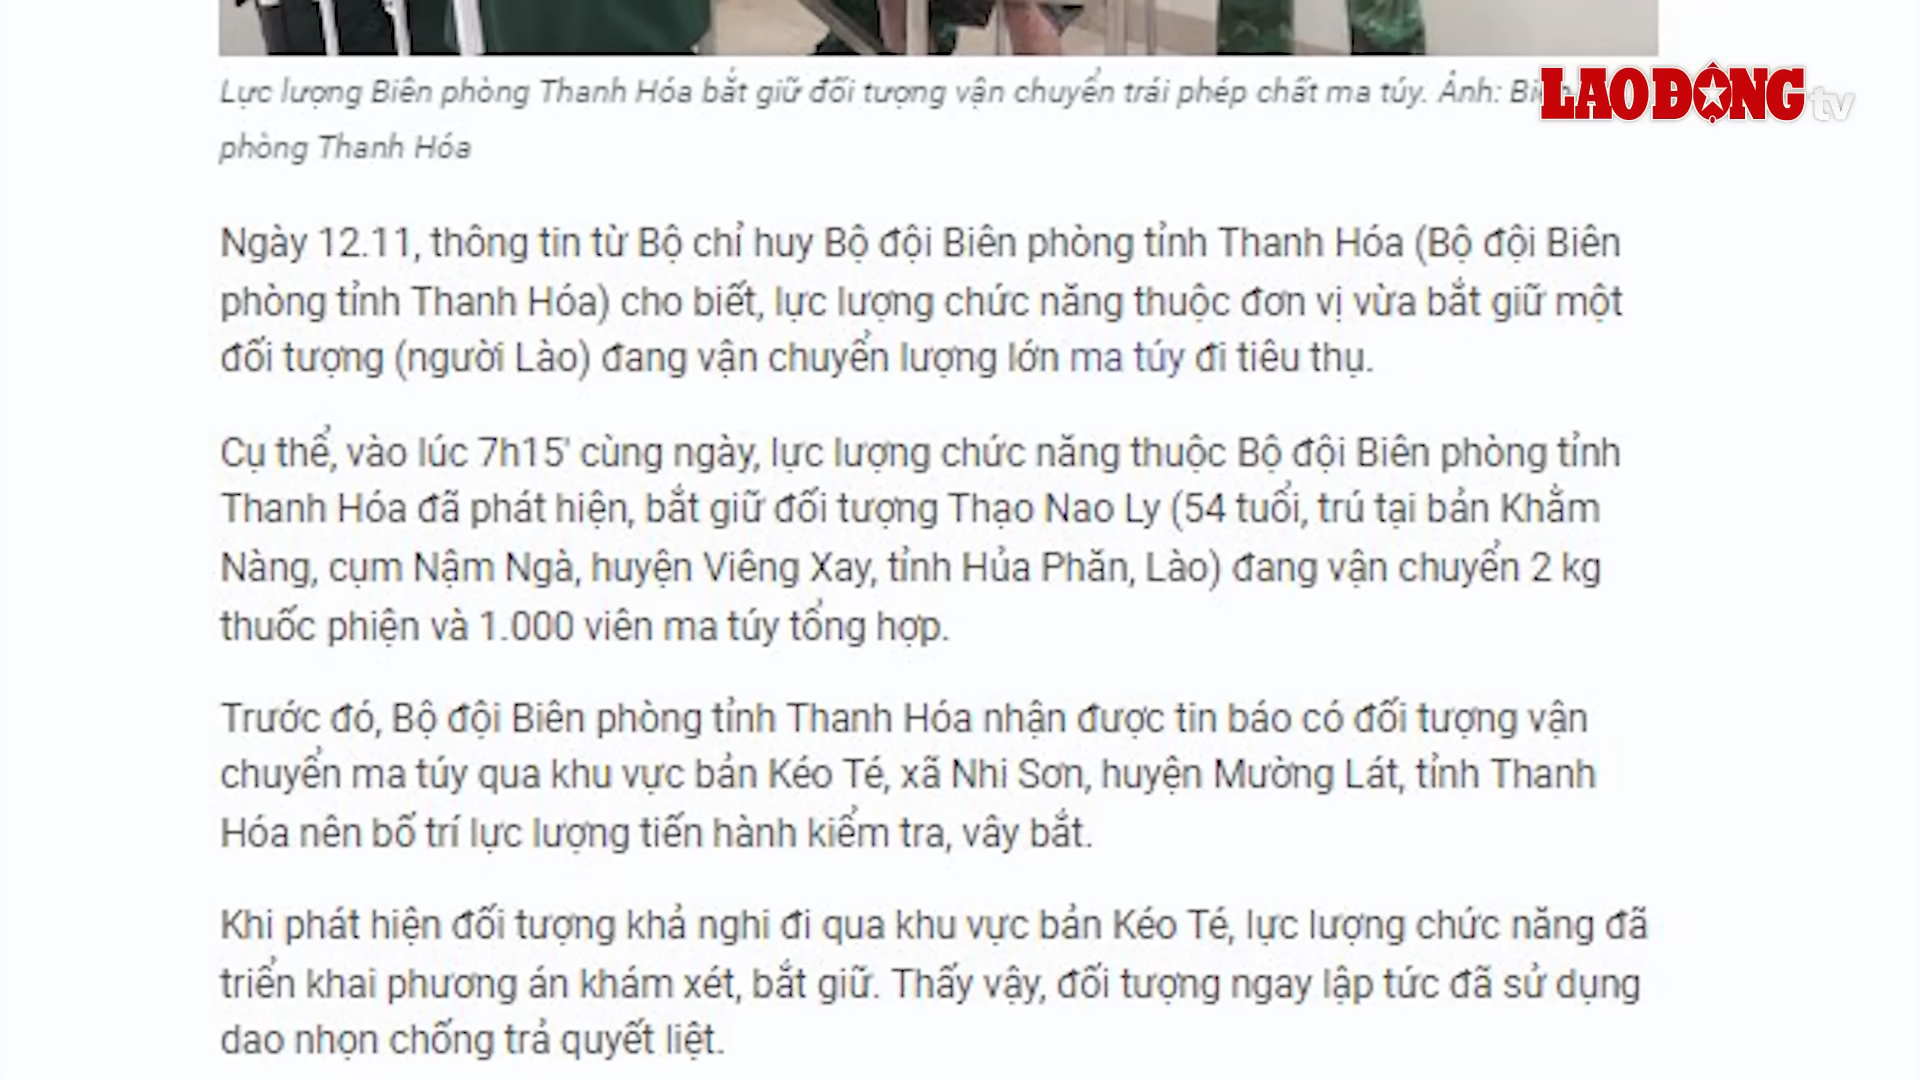 Lực lượng Biên phòng Thanh Hóa bắt giữ đối tượng vận chuyển trái phép chất ma túy. Ảnh:
LAO ĐỘNG tv
phòng Thanh Hóa
Ngày 12.11, thông tin từ Bộ chỉ huy Bộ đội Biên phòng tỉnh Thanh Hóa (Bộ đội Biên
phòng tỉnh Thanh Hóa) cho biết, lực lượng chức năng thuộc đơn vị vừa bắt giữ một
đối tượng (người Lào) đang vận chuyển lượng lớn ma túy đi tiêu thụ.
Cụ thể, vào lúc 7h15' cùng ngày, lực lượng chức năng thuộc Bộ đội Biên phòng tỉnh
Thanh Hóa đã phát hiện, bắt giữ đối tượng Thạo Nao Ly (54 tuổi, trú tại bản Khằm
Nàng, cụm Nậm Ngà, huyện Viêng Xay, tỉnh Hủa Phăn, Lào) đang vận chuyển 2 kg
thuốc phiện và 1.000 viên ma túy tổng hợp.
Trước đó, Bộ đội Biên phòng tỉnh Thanh Hóa nhận được tin báo có đối tượng vận
chuyển ma túy qua khu vực bản Kéo Té, xã Nhi Sơn, huyện Mường Lát, tỉnh Thanh
Hóa nên bố trí lực lượng tiến hành kiểm tra, vây bắt.
Khi phát hiện đối tượng khả nghi đi qua khu vực bản Kéo Té, lực lượng chức năng đã
triển khai phương án khám xét, bắt giữ. Thấy vậy, đối tượng ngay lập tức đã sử dụng
dao nhọn chống trả quyết liệt.